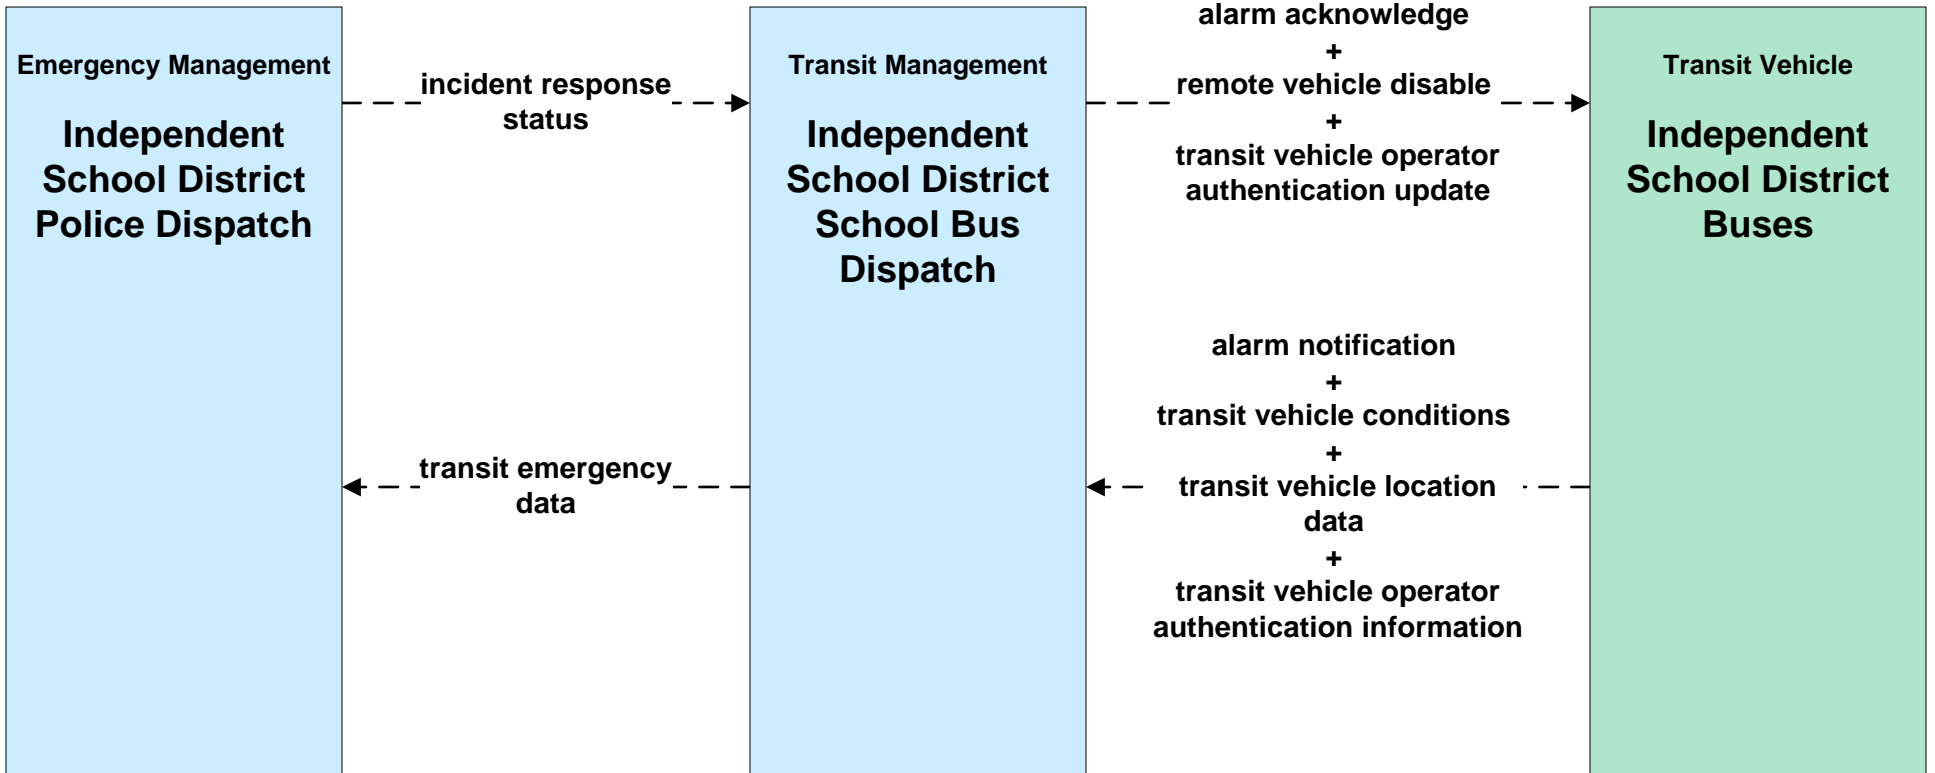 Emergency Management
Independent
School District
Police Dispatch
incident response
status
transit emergency
data
Transit Management
Independent
School District
School Bus
Dispatch
alarm acknowledge
+
remote vehicle disable
+
transit vehicle operator
authentication update
alarm notification
+
transit vehicle conditions
+
transit vehicle location
data
+
transit vehicle operator
authentication information
Transit Vehicle
Independent
School District
Buses